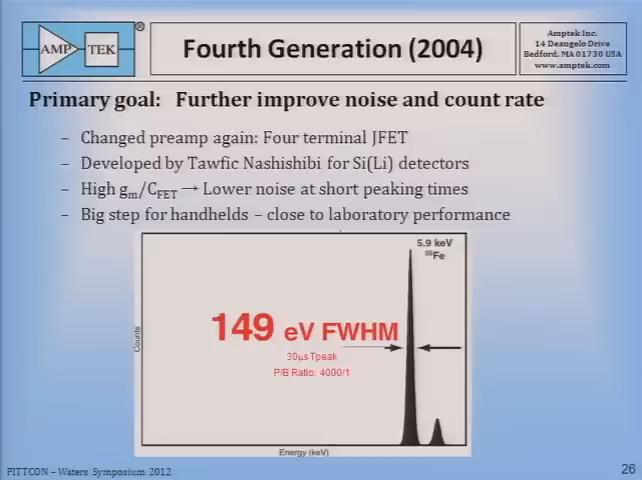 AMP TEK ®
Fourth Generation (2004)
Amptek Inc.
14 Deangelo Drive
Bedford, MA 01730 USA
www.amptek.com
Primary goal: Further improve noise and count rate
– Changed preamp again: Four terminal JFET
– Developed by Tawfic Nashishibi for Si(Li) detectors
– High gm/CFET → Lower noise at short peaking times
– Big step for handhelds – close to laboratory performance
5.9 keV
55Fe
149 eV FWHM
30µs Tpeak
P/B Ratio: 4000/1
Counts
Energy (keV)
PITTCON – Waters Symposium 2012
26